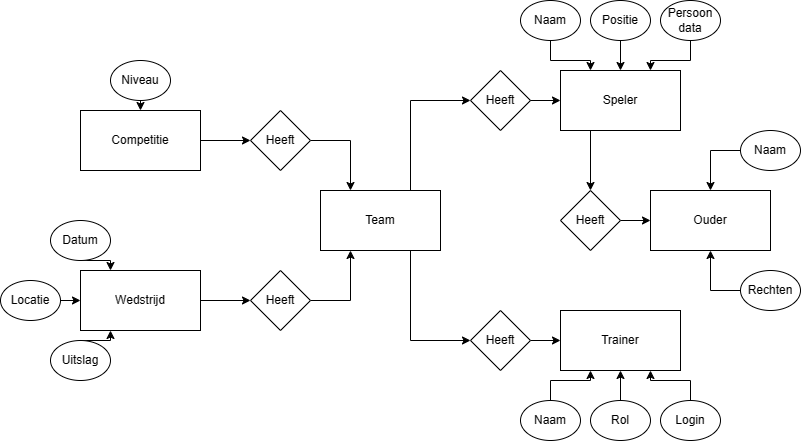 Naam
Positie
Persoon
data
Niveau
Heeft
Speler
Competitie
Heeft
Naam
Team
Heeft
Ouder
Datum
Locatie
Wedstrijd
Heeft
Rechten
Uitslag
Heeft
Trainer
Naam
Rol
Login